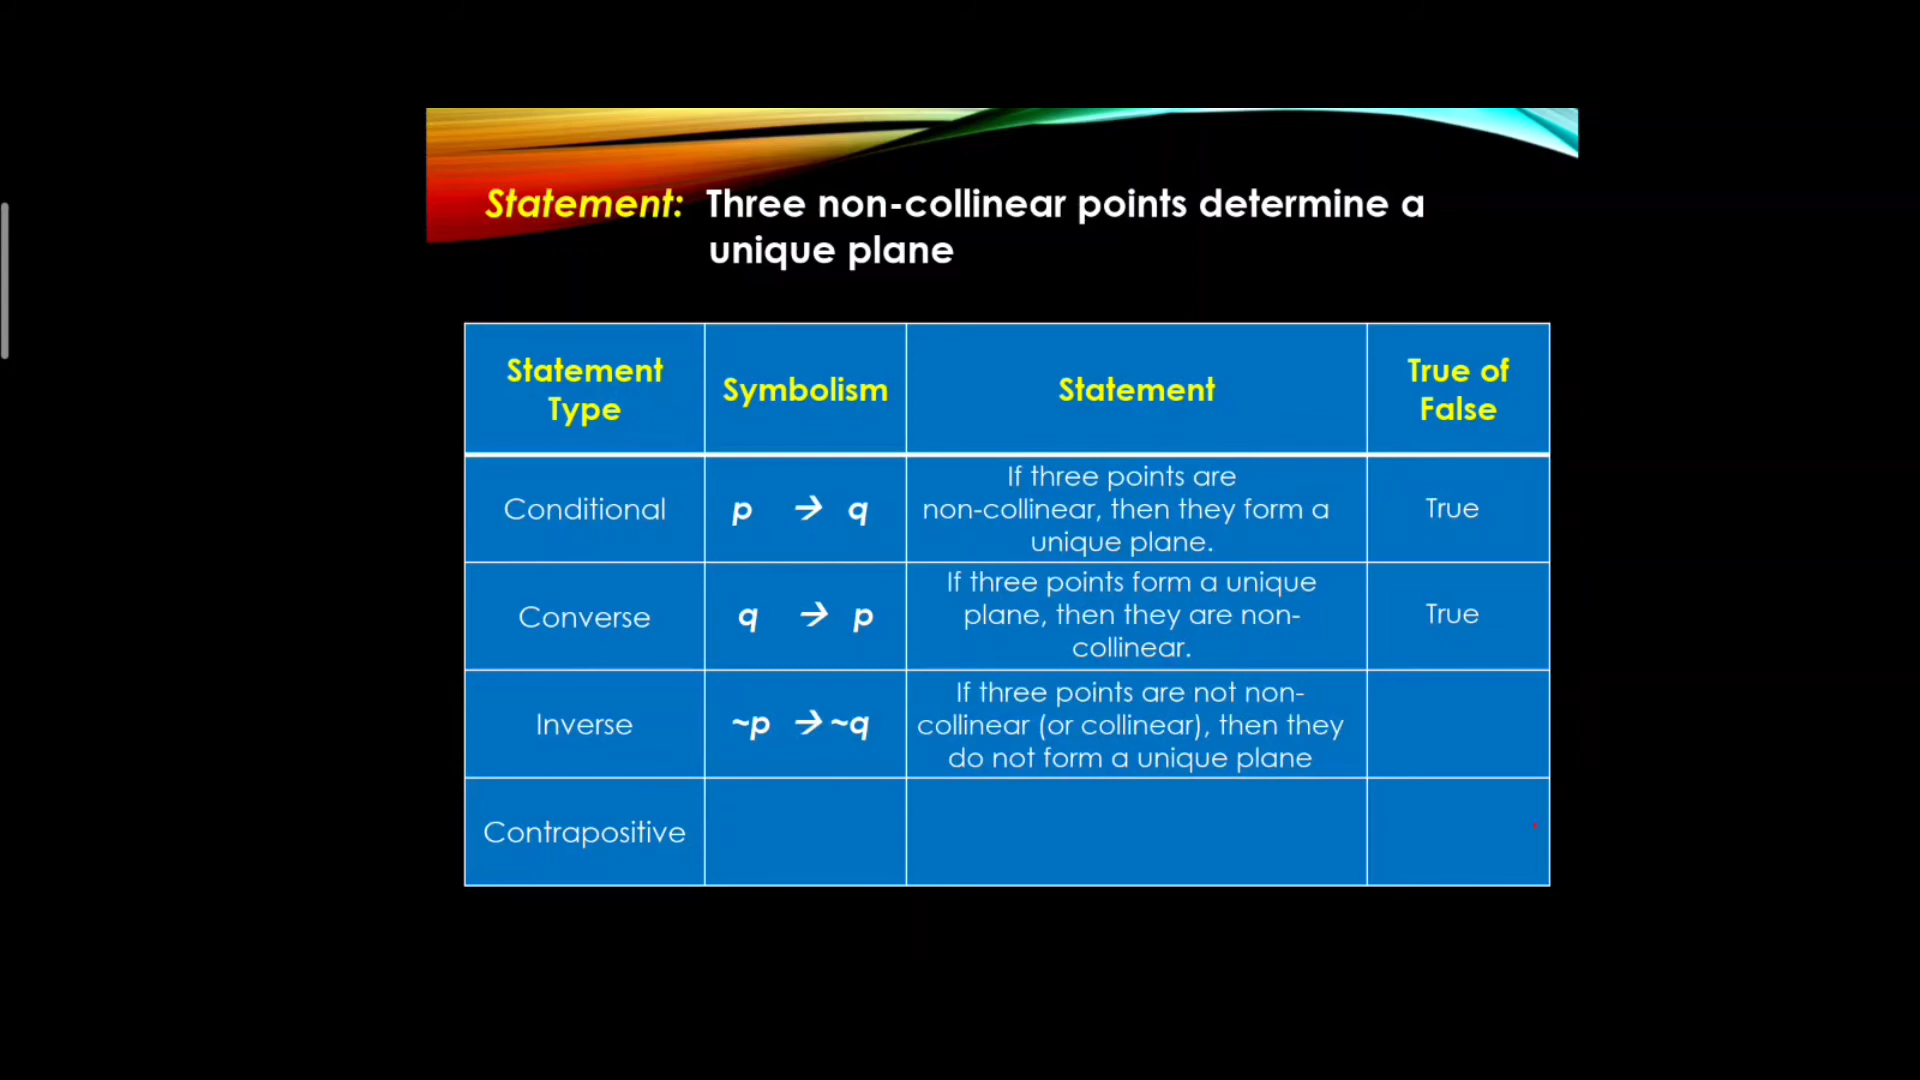 Statement: Three non-collinear points determine a
unique plane
Statement
Type
Symbolism
Statement
True of
False
Conditional
p → q
If three points are
non-collinear, then they form a
unique plane.
True
Converse
q → p
If three points form a unique
plane, then they are non-
collinear.
True
Inverse
~p → ~q
If three points are not non-
collinear (or collinear), then they
do not form a unique plane
Contrapositive